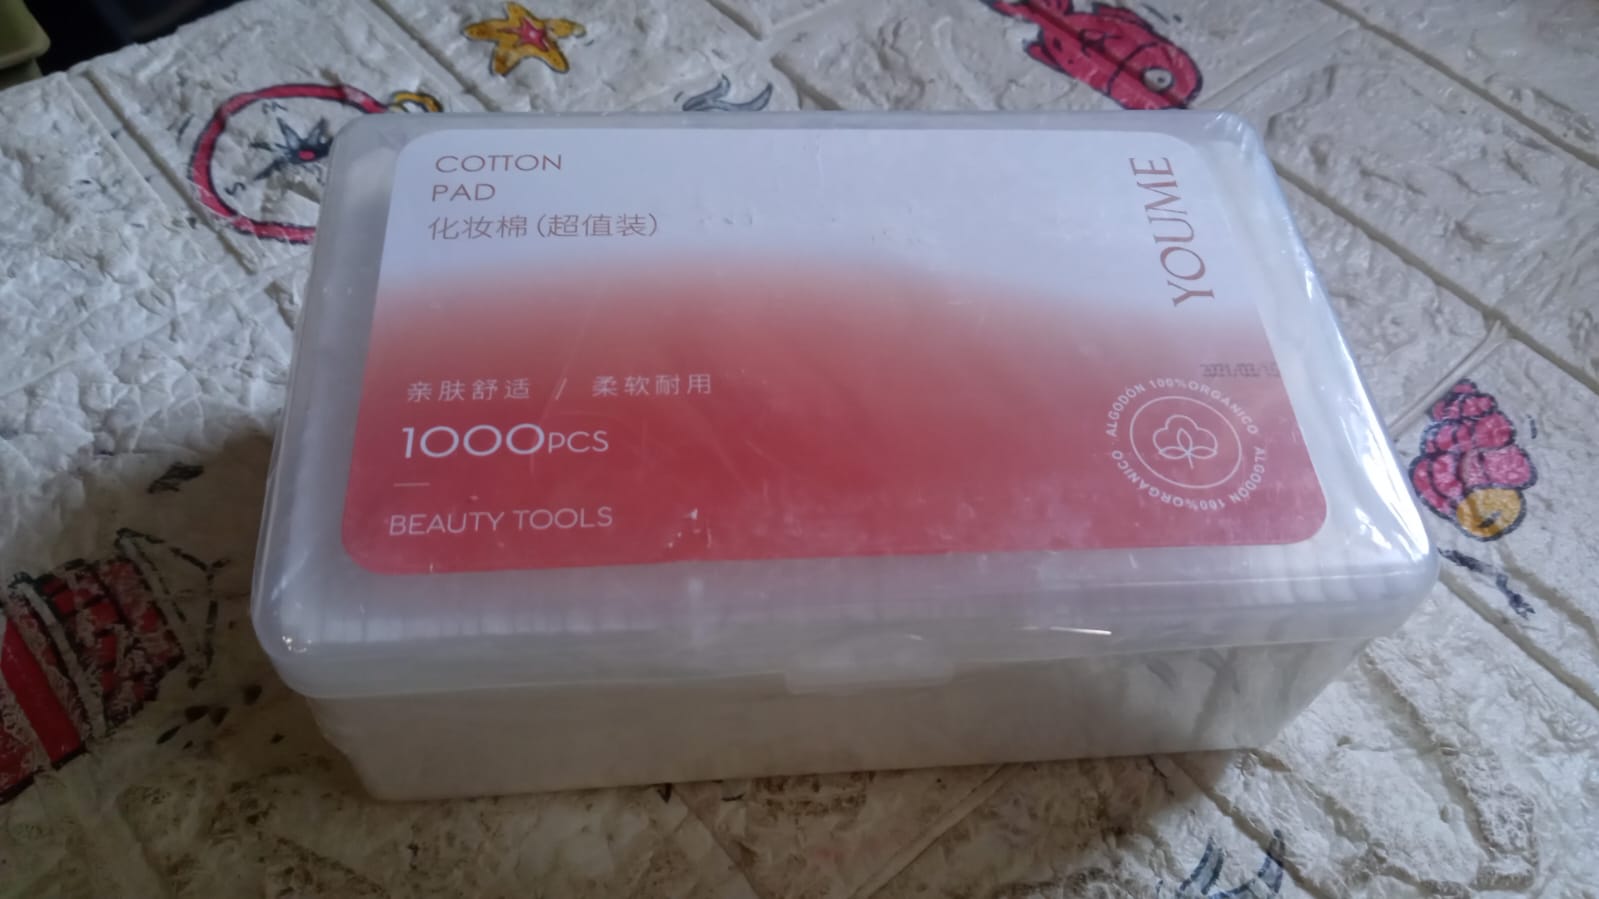 COTTON
PAD
化妆棉(超值装)
YOUME
亲肤舒适 / 柔软耐用
1000PCS
BEAUTY TOOLS
ALGODÓN 100%ORGANICO
ALGODÓN 100%ORGANICO